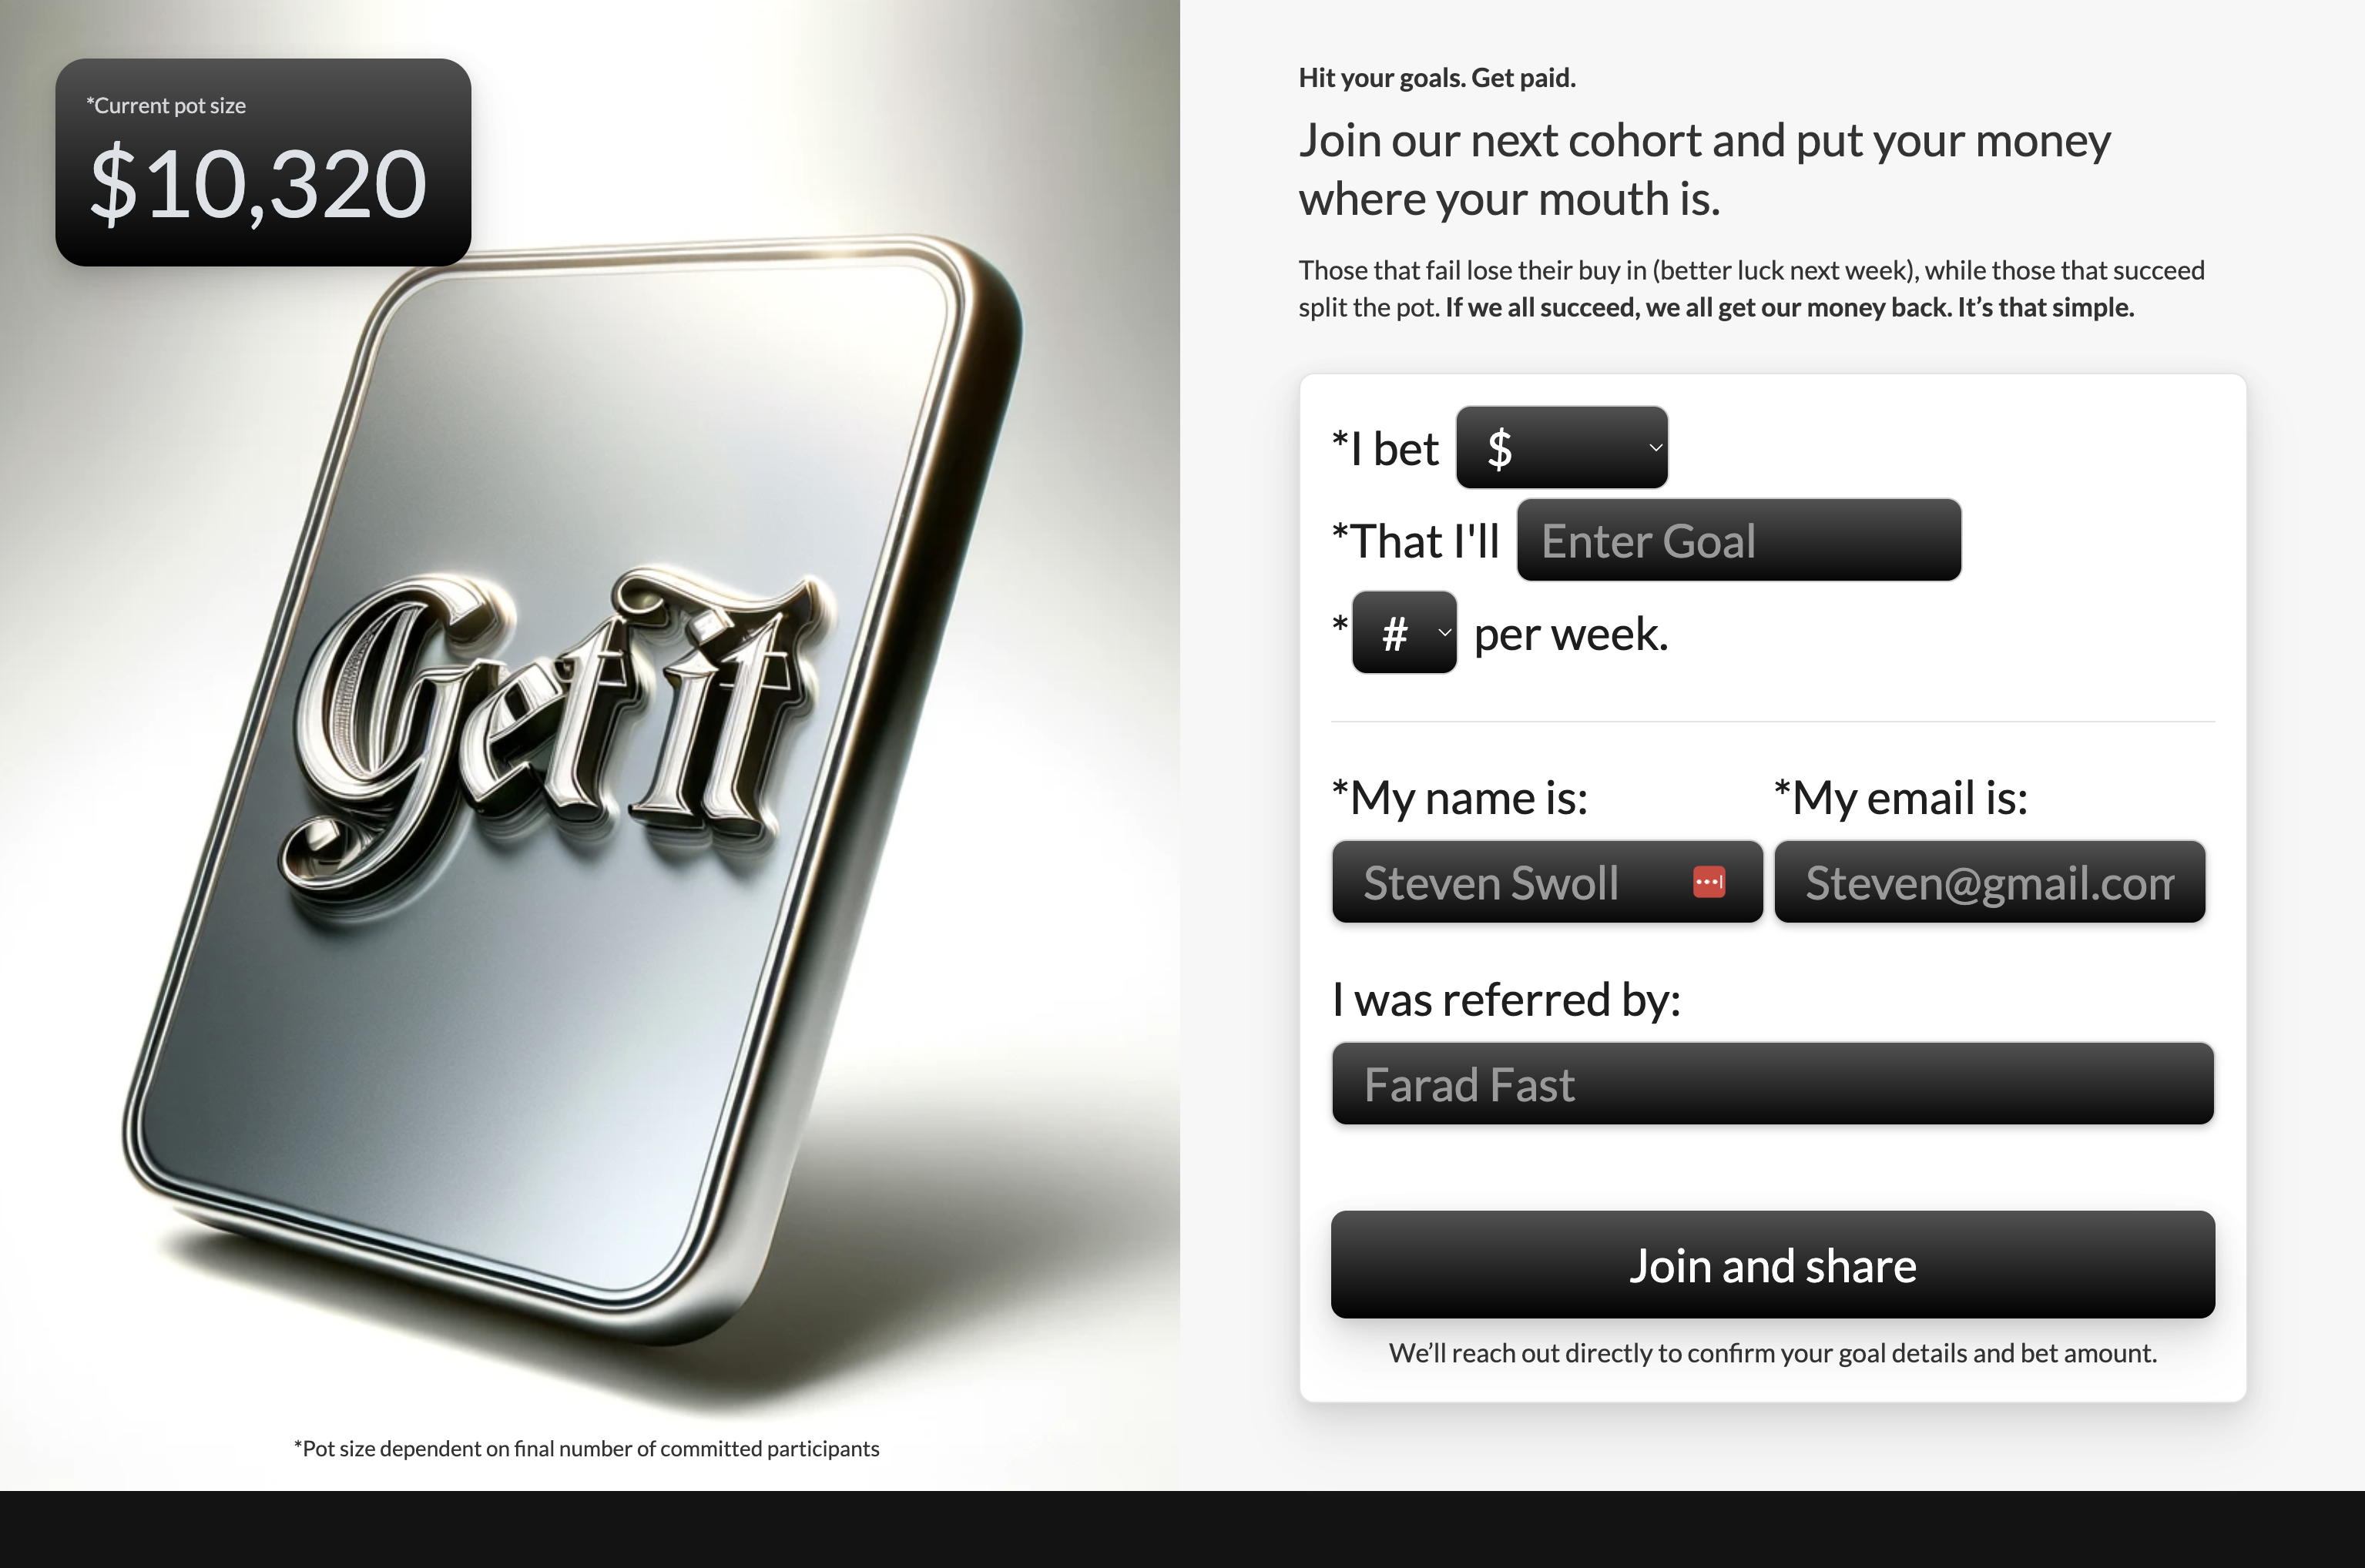 *Current pot size
$10,320
Get it
*Pot size dependent on final number of committed participants
Hit your goals. Get paid.
Join our next cohort and put your money
where your mouth is.
Those that fail lose their buy in (better luck next week), while those that succeed
split the pot. If we all succeed, we all get our money back. It’s that simple.
*I bet $
*That I'll Enter Goal
*# per week.
*My name is: *My email is:
Steven Swoll Steven@gmail.com
I was referred by:
Farad Fast
Join and share
We’ll reach out directly to confirm your goal details and bet amount.